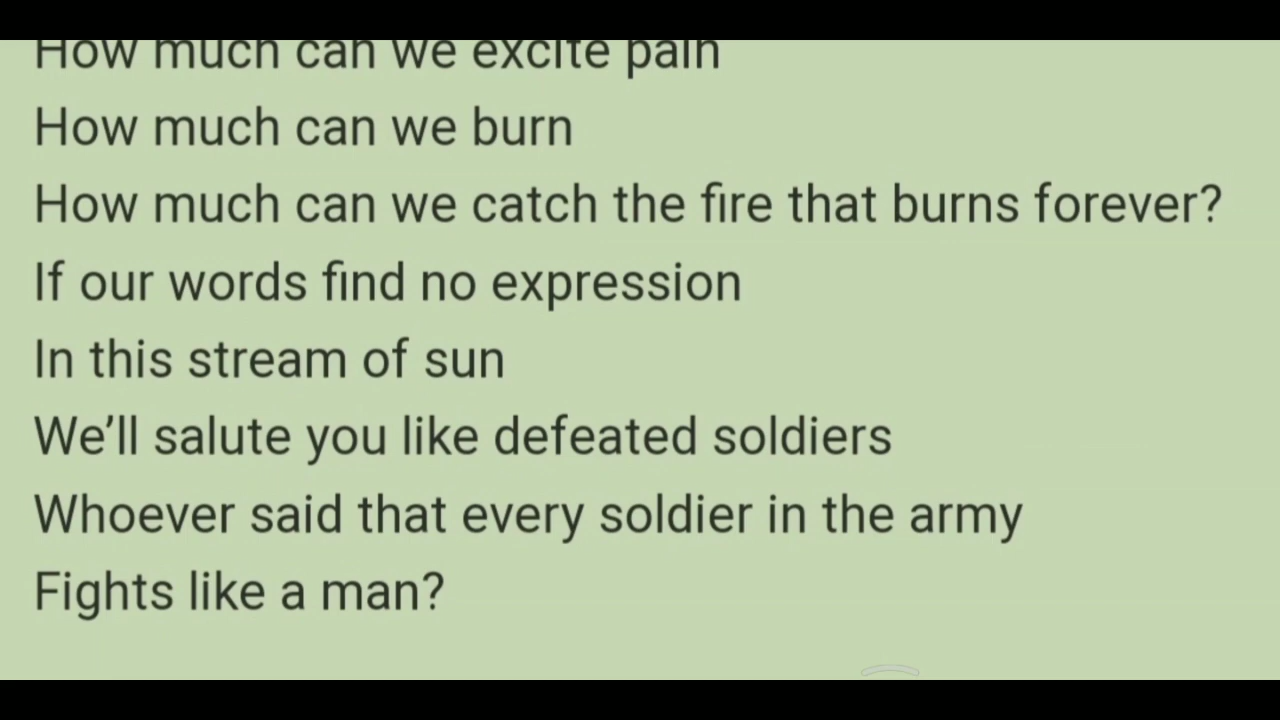 How much can we excite pain
How much can we burn
How much can we catch the fire that burns forever?
If our words find no expression
In this stream of sun
We’ll salute you like defeated soldiers
Whoever said that every soldier in the army
Fights like a man?